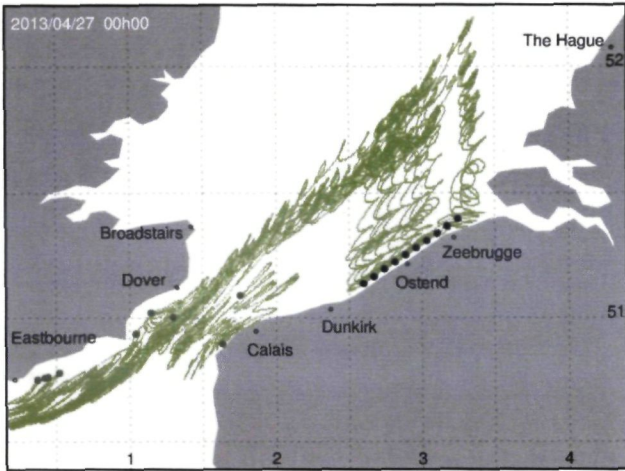 2013/04/27 00h00
The Hague
52
Broadstairs
Zeebrugge
Dover
Ostend
51
Dunkirk
Eastbourne
Calais
1
2
3
4